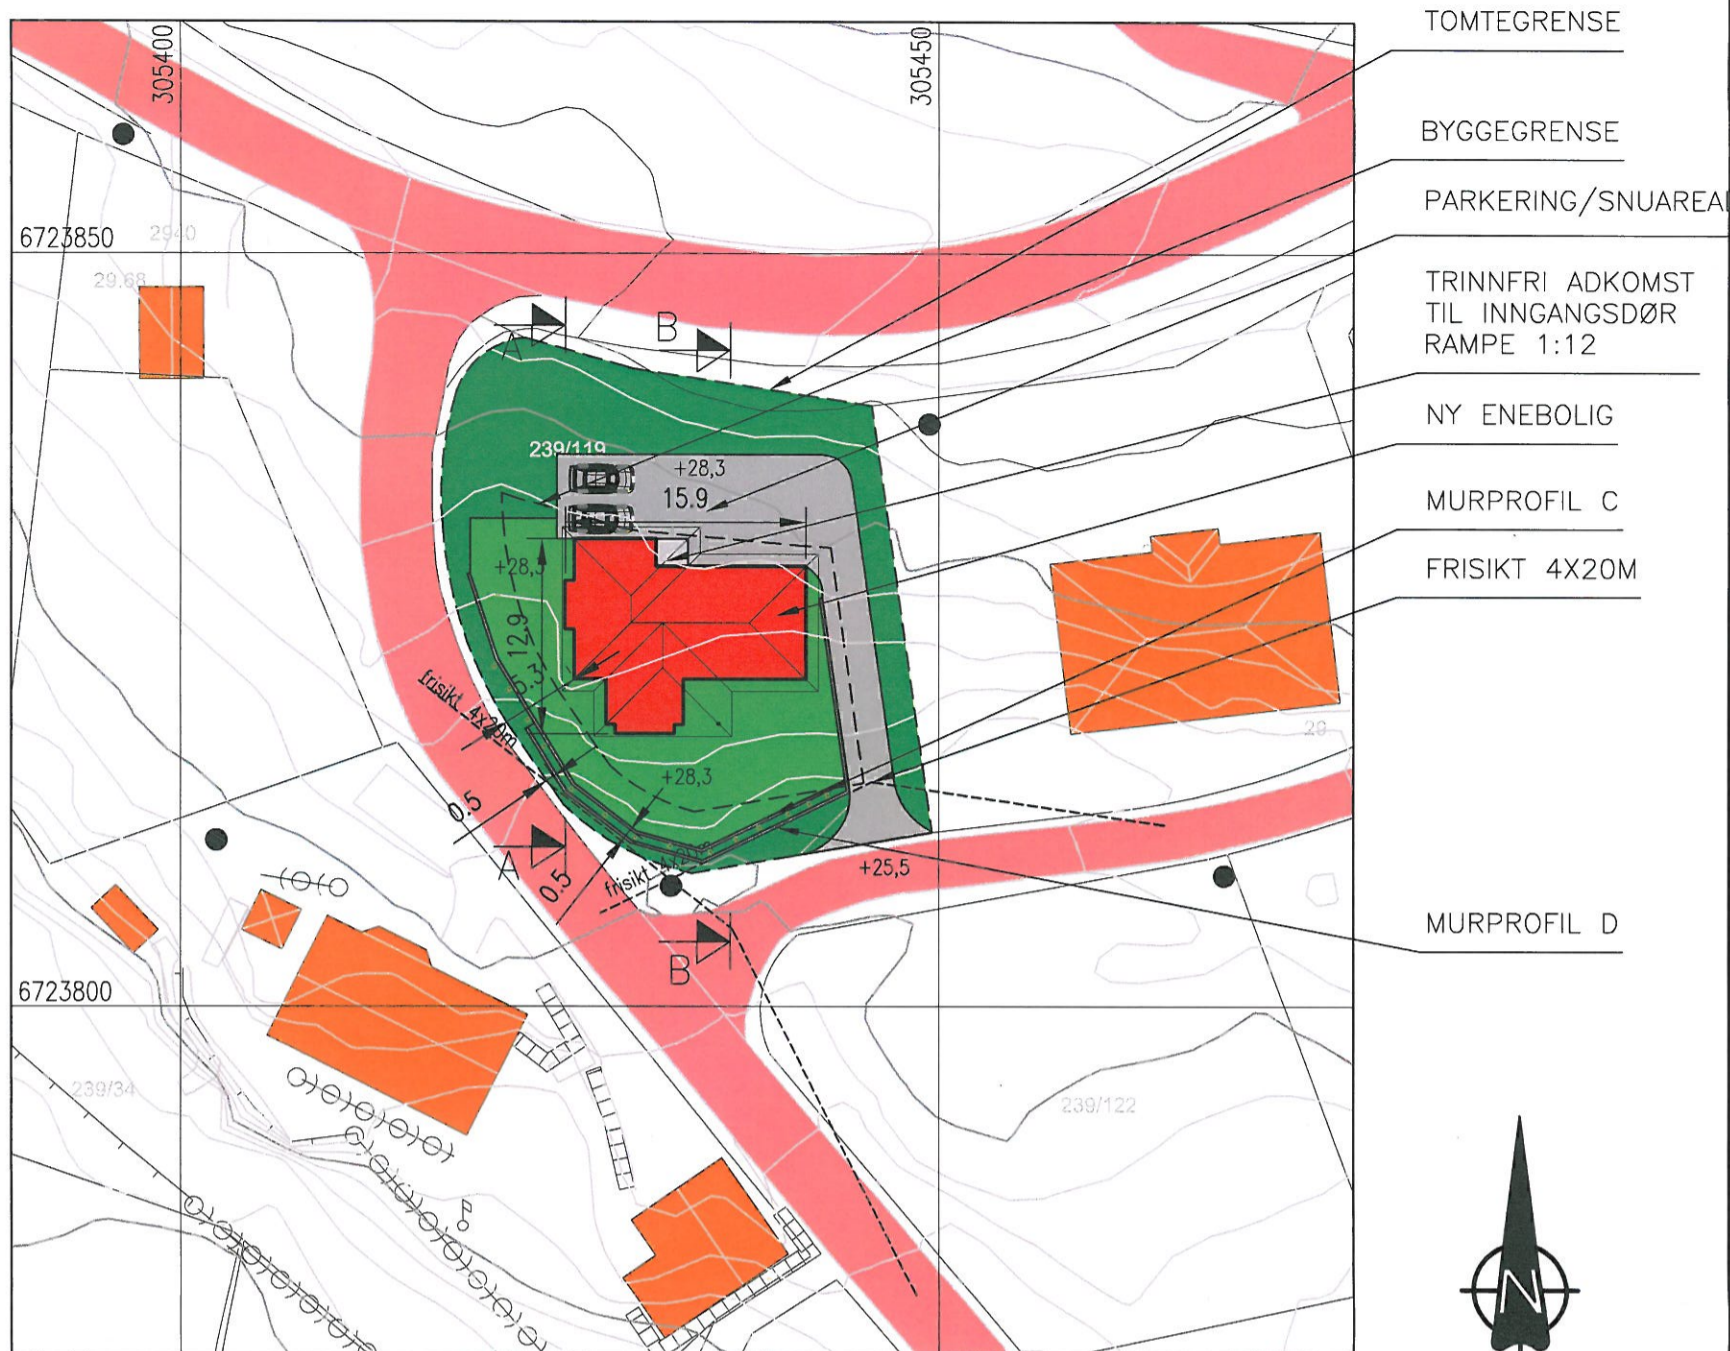 TOMTEGRENSE
BYGGEGRENSE
PARKERING/SNUAREAL
TRINNFRI ADKOMST
TIL INNGANGSDØR
RAMPE 1:12
NY ENEBOLIG
MURPROFIL C
FRISIKT 4X20M
MURPROFIL D
N
305400
305450
6723850
2940
29.68
A
B
239/119
+28,3
15.9
+28,3
12.9
5.3
frisikt 4x20m
+28,3
0.5
A
0.5
frisikt 4x20m
+25,5
B
29
6723800
239/34
239/122